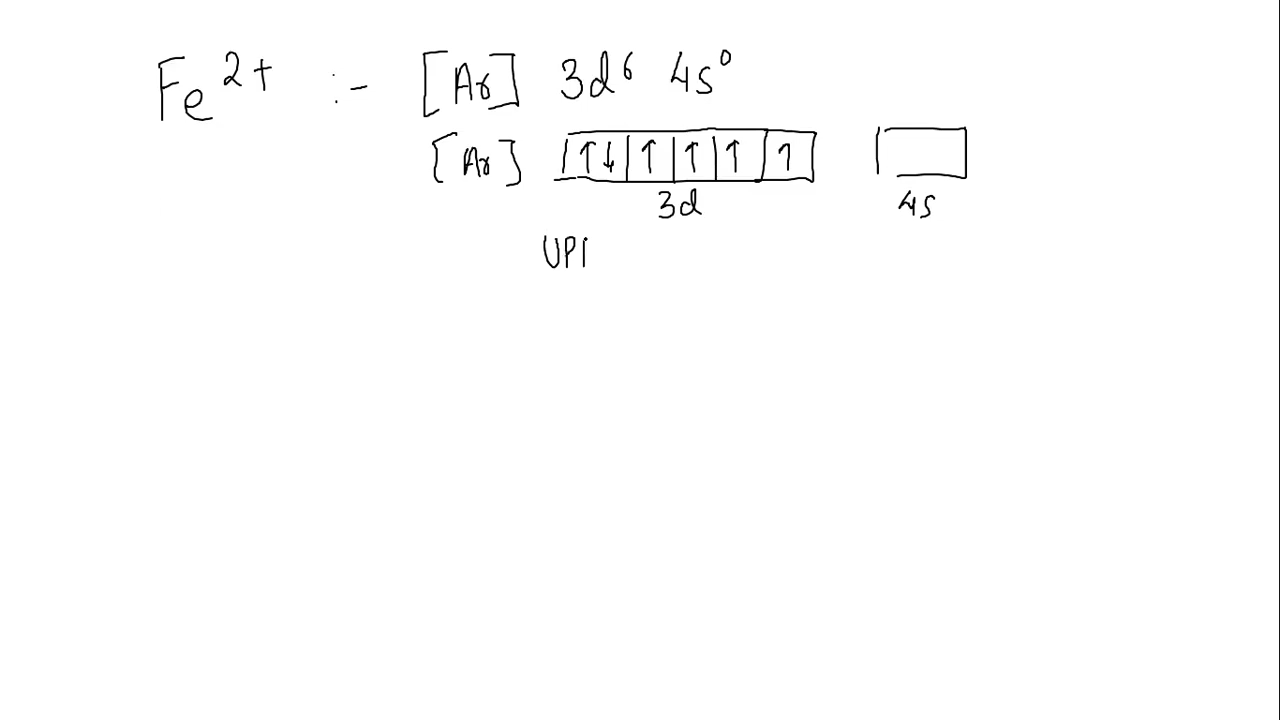 Fe²⁺ :- [Ar] 3d⁶ 4s⁰
[Ar] ↑↓ ↑ ↑ ↑ ↑
3d 4s
UPI